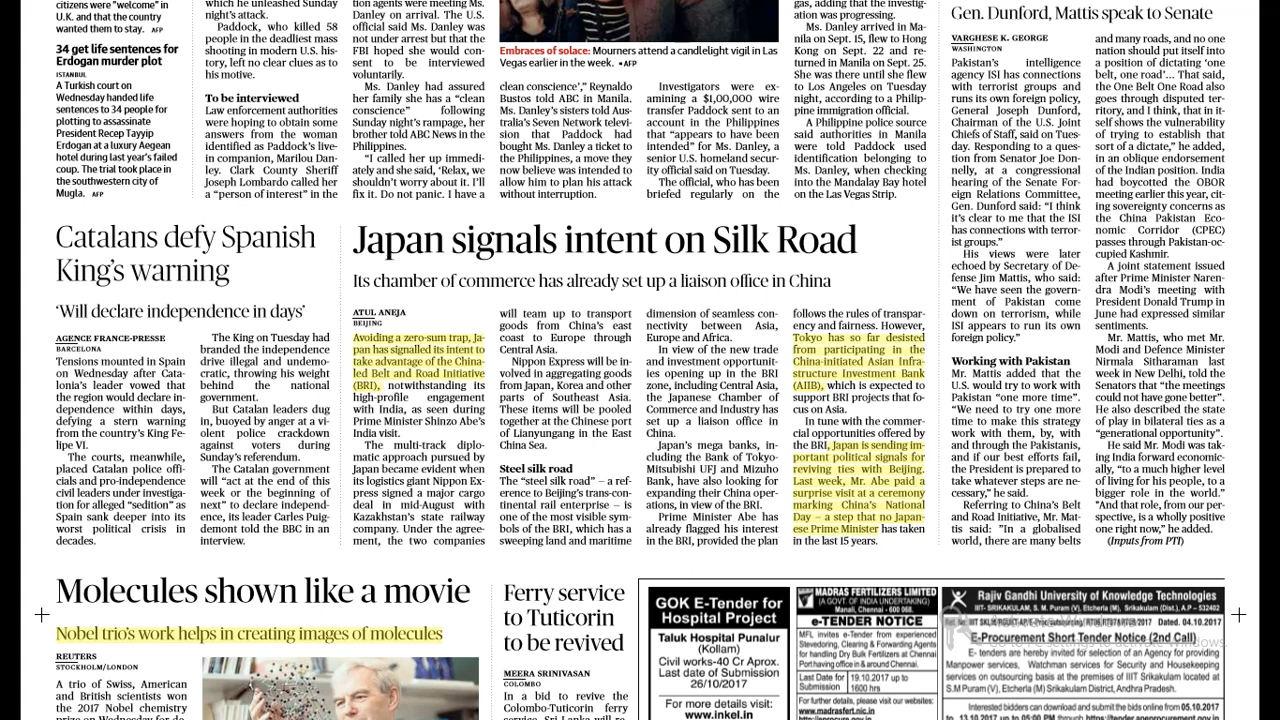 citizens were "welcome" in
U.K. and that the country
wanted them to stay. AFP
34 get life sentences for
Erdogan murder plot
ISTANBUL
A Turkish court on
Wednesday handed life
sentences to 34 people for
plotting to assassinate
President Recep Tayyip
Erdogan at a luxury Aegean
hotel during last year's failed
coup. The trial took place in
the southwestern city of
Mugla. AFP
which he unleashed Sunday
night's attack.
Paddock, who killed 58
people in the deadliest mass
shooting in modern U.S. his-
tory, left no clear clues as to
his motive.
To be interviewed
Law enforcement authorities
were hoping to obtain some
answers from the woman
identified as Paddock's live-
in companion, Marilou Dan-
ley. Clark County Sheriff
Joseph Lombardo called her
a "person of interest" in the
tion agents were meeting Ms.
Danley on arrival. The U.S.
official said Ms. Danley was
not under arrest but that the
FBI hoped she would con-
sent to be interviewed
voluntarily.
Ms. Danley had assured
her family she has a "clean
conscience" following
Sunday night's rampage, her
brother told ABC News in the
Philippines.
"I called her up immedi-
ately and she said, 'Relax, we
shouldn't worry about it. I'll
fix it. Do not panic. I have a
Embraces of solace: Mourners attend a candlelight vigil in Las
Vegas earlier in the week. • AFP
clean conscience'," Reynaldo
Bustos told ABC in Manila.
Ms. Danley's sisters told Aus-
tralia's Seven Network televi-
sion that Paddock had
bought Ms. Danley a ticket to
the Philippines, a move they
now believe was intended to
allow him to plan his attack
without interruption.
Investigators were ex-
amining a $1,00,000 wire
transfer Paddock sent to an
account in the Philippines
that "appears to have been
intended" for Ms. Danley, a
senior U.S. homeland secur-
ity official said on Tuesday.
The official, who has been
briefed regularly on the
gas, adding that the investig-
ation was progressing.
Ms. Danley arrived in Ma-
nila on Sept. 15, flew to Hong
Kong on Sept. 22 and re-
turned in Manila on Sept. 25.
She was there until she flew
to Los Angeles on Tuesday
night, according to a Philip-
pine immigration official.
A Philippine police source
said authorities in Manila
were told Paddock used
identification belonging to
Ms. Danley, when checking
into the Mandalay Bay hotel
on the Las Vegas Strip.
Gen. Dunford, Mattis speak to Senate
VARGHESE K. GEORGE
WASHINGTON
Pakistan's intelligence
agency ISI has connections
with terrorist groups and
runs its own foreign policy,
General Joseph Dunford,
Chairman of the U.S. Joint
Chiefs of Staff, said on Tues-
day. Responding to a ques-
tion from Senator Joe Don-
nelly, at a congressional
hearing of the Senate For-
eign Relations Committee,
Gen. Dunford said: "I think
it's clear to me that the ISI
has connections with terror-
ist groups."
His views were later
echoed by Secretary of De-
fense Jim Mattis, who said:
"We have seen the govern-
ment of Pakistan come
down on terrorism, while
ISI appears to run its own
foreign policy."
Working with Pakistan
Mr. Mattis added that the
U.S. would try to work with
Pakistan "one more time".
"We need to try one more
time to make this strategy
work with them, by, with
and through the Pakistanis,
and if our best efforts fail,
the President is prepared to
take whatever steps are ne-
cessary," he said.
Referring to China's Belt
and Road Initiative, Mr. Mat-
tis said: "In a globalised
world, there are many belts
and many roads, and no one
nation should put itself into
a position of dictating 'one
belt, one road'... That said,
the One Belt One Road also
goes through disputed ter-
ritory, and I think, that in it-
self shows the vulnerability
of trying to establish that
sort of a dictate," he added,
in an oblique endorsement
of the Indian position. India
had boycotted the OBOR
meeting earlier this year, cit-
ing sovereignty concerns as
the China Pakistan Eco-
nomic Corridor (CPEC)
passes through Pakistan-oc-
cupied Kashmir.
A joint statement issued
after Prime Minister Naren-
dra Modi's meeting with
President Donald Trump in
June had expressed similar
sentiments.
Mr. Mattis, who met Mr.
Modi and Defence Minister
Nirmala Sitharaman last
week in New Delhi, told the
Senators that "the meetings
could not have gone better".
He also described the state
of play in bilateral ties as a
"generational opportunity".
He said Mr. Modi was tak-
ing India forward economic-
ally, "to a much higher level
of living for his people, to a
bigger role in the world."
"And that role, from our per-
spective, is a wholly positive
one right now," he added.
(Inputs from PTI)
Catalans defy Spanish
King's warning
'Will declare independence in days'
AGENCE FRANCE-PRESSE
BARCELONA
Tensions mounted in Spain
on Wednesday after Cata-
lonia's leader vowed that
the region would declare in-
dependence within days,
defying a stern warning
from the country's King Fe-
lipe VI.
The courts, meanwhile,
placed Catalan police offi-
cials and pro-independence
civil leaders under investiga-
tion for alleged "sedition" as
Spain sank deeper into its
worst political crisis in
decades.
The King on Tuesday had
branded the independence
drive illegal and undemo-
cratic, throwing his weight
behind the national
government.
But Catalan leaders dug
in, buoyed by anger at a vi-
olent police crackdown
against voters during
Sunday's referendum.
The Catalan government
will "act at the end of this
week or the beginning of
next" to declare independ-
ence, its leader Carles Puig-
demont told the BBC in an
interview.
Japan signals intent on Silk Road
Its chamber of commerce has already set up a liaison office in China
ATUL ANEJA
BEIJING
Avoiding a zero-sum trap, Ja-
pan has signalled its intent to
take advantage of the China-
led Belt and Road Initiative
(BRI), notwithstanding its
high-profile engagement
with India, as seen during
Prime Minister Shinzo Abe's
India visit.
The multi-track diplo-
matic approach pursued by
Japan became evident when
its logistics giant Nippon Ex-
press signed a major cargo
deal in mid-August with
Kazakhstan's state railway
company. Under the agree-
ment, the two companies
will team up to transport
goods from China's east
coast to Europe through
Central Asia.
Nippon Express will be in-
volved in aggregating goods
from Japan, Korea and other
parts of Southeast Asia.
These items will be pooled
together at the Chinese port
of Lianyungang in the East
China Sea.
Steel silk road
The "steel silk road" – a ref-
erence to Beijing's trans-con-
tinental rail enterprise – is
one of the most visible sym-
bols of the BRI, which has a
sweeping land and maritime
dimension of seamless con-
nectivity between Asia,
Europe and Africa.
In view of the new trade
and investment opportunit-
ies opening up in the BRI
zone, including Central Asia,
the Japanese Chamber of
Commerce and Industry has
set up a liaison office in
China.
Japan's mega banks, in-
cluding the Bank of Tokyo-
Mitsubishi UFJ and Mizuho
Bank, have also looking for
expanding their China oper-
ations, in view of the BRI.
Prime Minister Abe has
already flagged his interest
in the BRI, provided the plan
follows the rules of transpar-
ency and fairness. However,
Tokyo has so far desisted
from participating in the
China-initiated Asian Infra-
structure Investment Bank
(AIIB), which is expected to
support BRI projects that fo-
cus on Asia.
In tune with the commer-
cial opportunities offered by
the BRI, Japan is sending im-
portant political signals for
reviving ties with Beijing.
Last week, Mr. Abe paid a
surprise visit at a ceremony
marking China's National
Day – a step that no Japan-
ese Prime Minister has taken
in the last 15 years.
Molecules shown like a movie
Nobel trio's work helps in creating images of molecules
REUTERS
STOCKHOLM/LONDON
A trio of Swiss, American
and British scientists won
the 2017 Nobel chemistry
prize on Wednesday for de-
Ferry service
to Tuticorin
to be revived
MEERA SRINIVASAN
COLOMBO
In a bid to revive the
Colombo-Tuticorin ferry
service, Sri Lanka will re-
GOK E-Tender for
Hospital Project
Taluk Hospital Punalur
(Kollam)
Civil works-40 Cr Aprox.
Last date of Submission
26/10/2017
For more details visit:
www.inkel.in
MADRAS FERTILIZERS LIMITED
(A GOVT. OF INDIA UNDERTAKING)
Manali, Chennai - 600 068.
e-TENDER NOTICE
MFL invites e-Tender from experienced
Stevedoring, Clearing & Forwarding Agents
for handling Dry Bulk Fertilizers at Chennai
Port having office in & around Chennai.
Last Date for
Submission
19.10.2017 up to
1600 hrs
For further details, please visit our websites:
www.madrasfert.nic.in
Rajiv Gandhi University of Knowledge Technologies
IIIT- SRIKAKULAM, S. M. Puram (V), Etcherla (M), Srikakulam (Dist.), A.P – 532402
Dated. 04.10.2017
E-Procurement Short Tender Notice (2nd Call)
E- tenders are hereby invited for selection of an Agency for providing
Manpower services, Watchman services for Security and Housekeeping
services on outsourcing basis at the premises of IIIT Srikakulam located at
S.M Puram (V), Etcherla (M) Srikakulam District, Andhra Pradesh.
Interested bidders can download and submit the bids online from 05.10.2017
to 13.10.2017 up to 05:00 PM through
Go to PC settings to activate Windows.